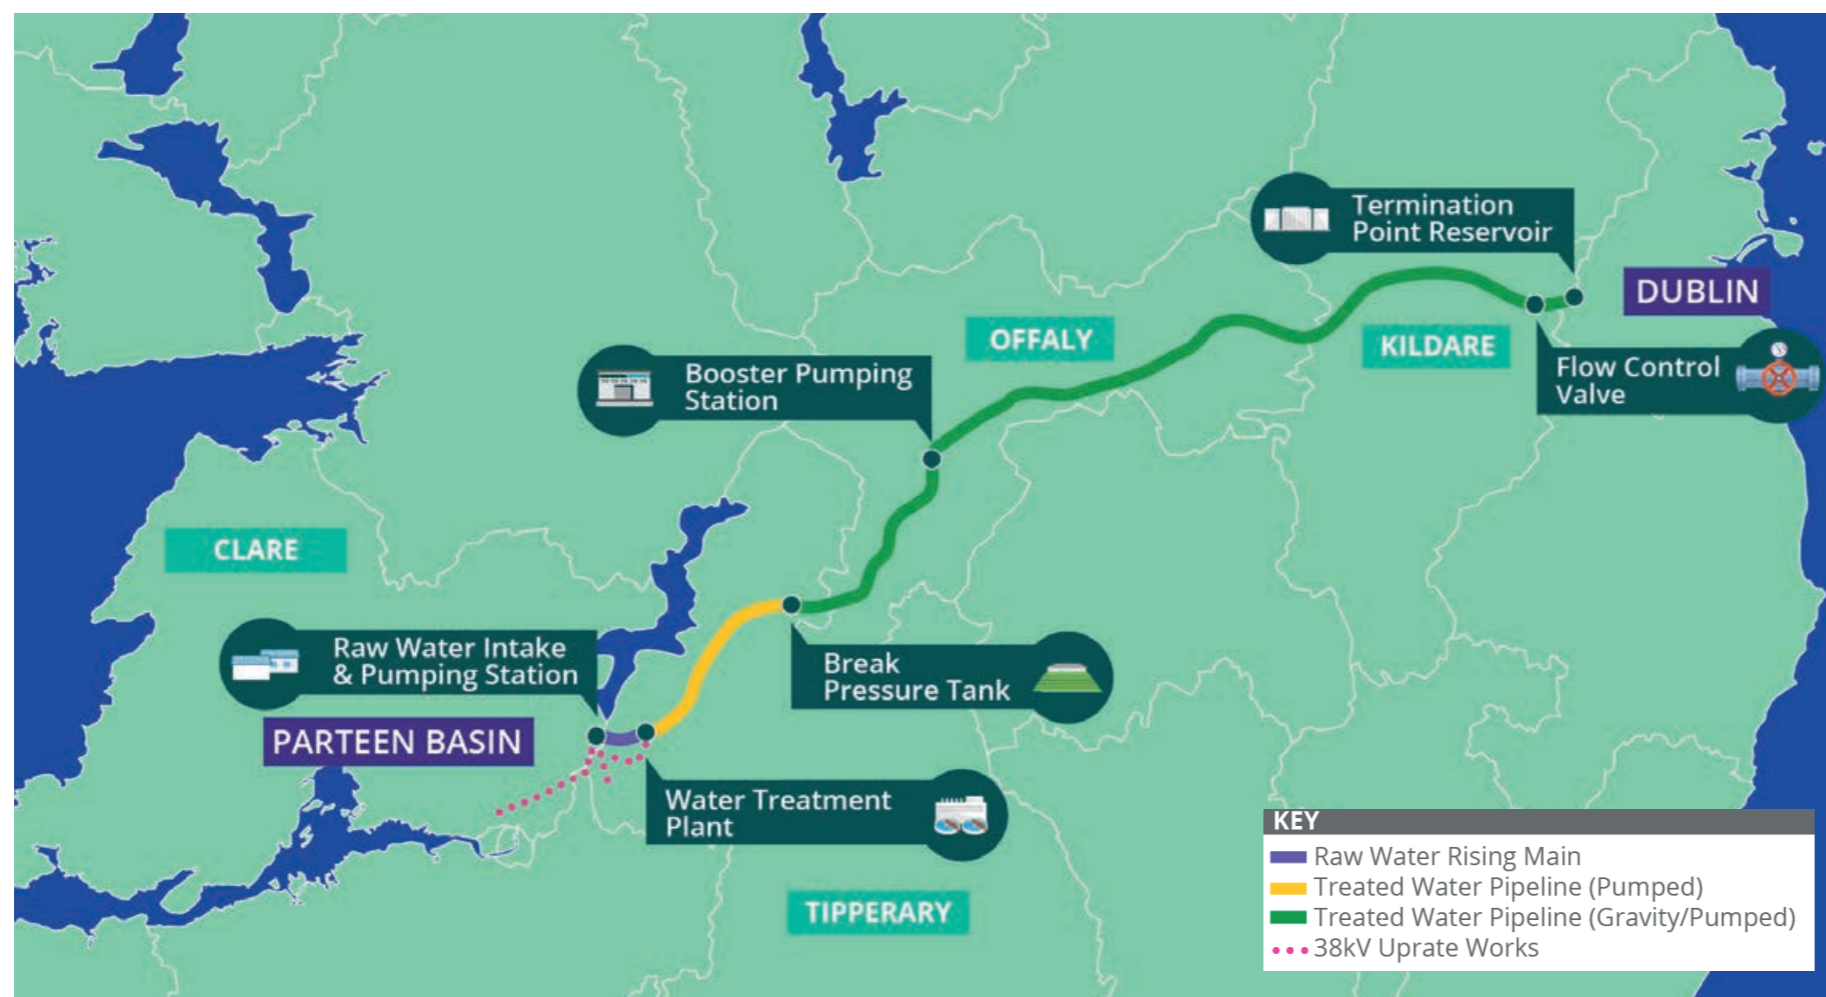 Termination
Point Reservoir
DUBLIN
OFFALY
KILDARE
Flow Control
Valve
Booster Pumping
Station
CLARE
Raw Water Intake
& Pumping Station
Break
Pressure Tank
PARTEEN BASIN
Water Treatment
Plant
TIPPERARY
KEY
Raw Water Rising Main
Treated Water Pipeline (Pumped)
Treated Water Pipeline (Gravity/Pumped)
38kV Uprate Works